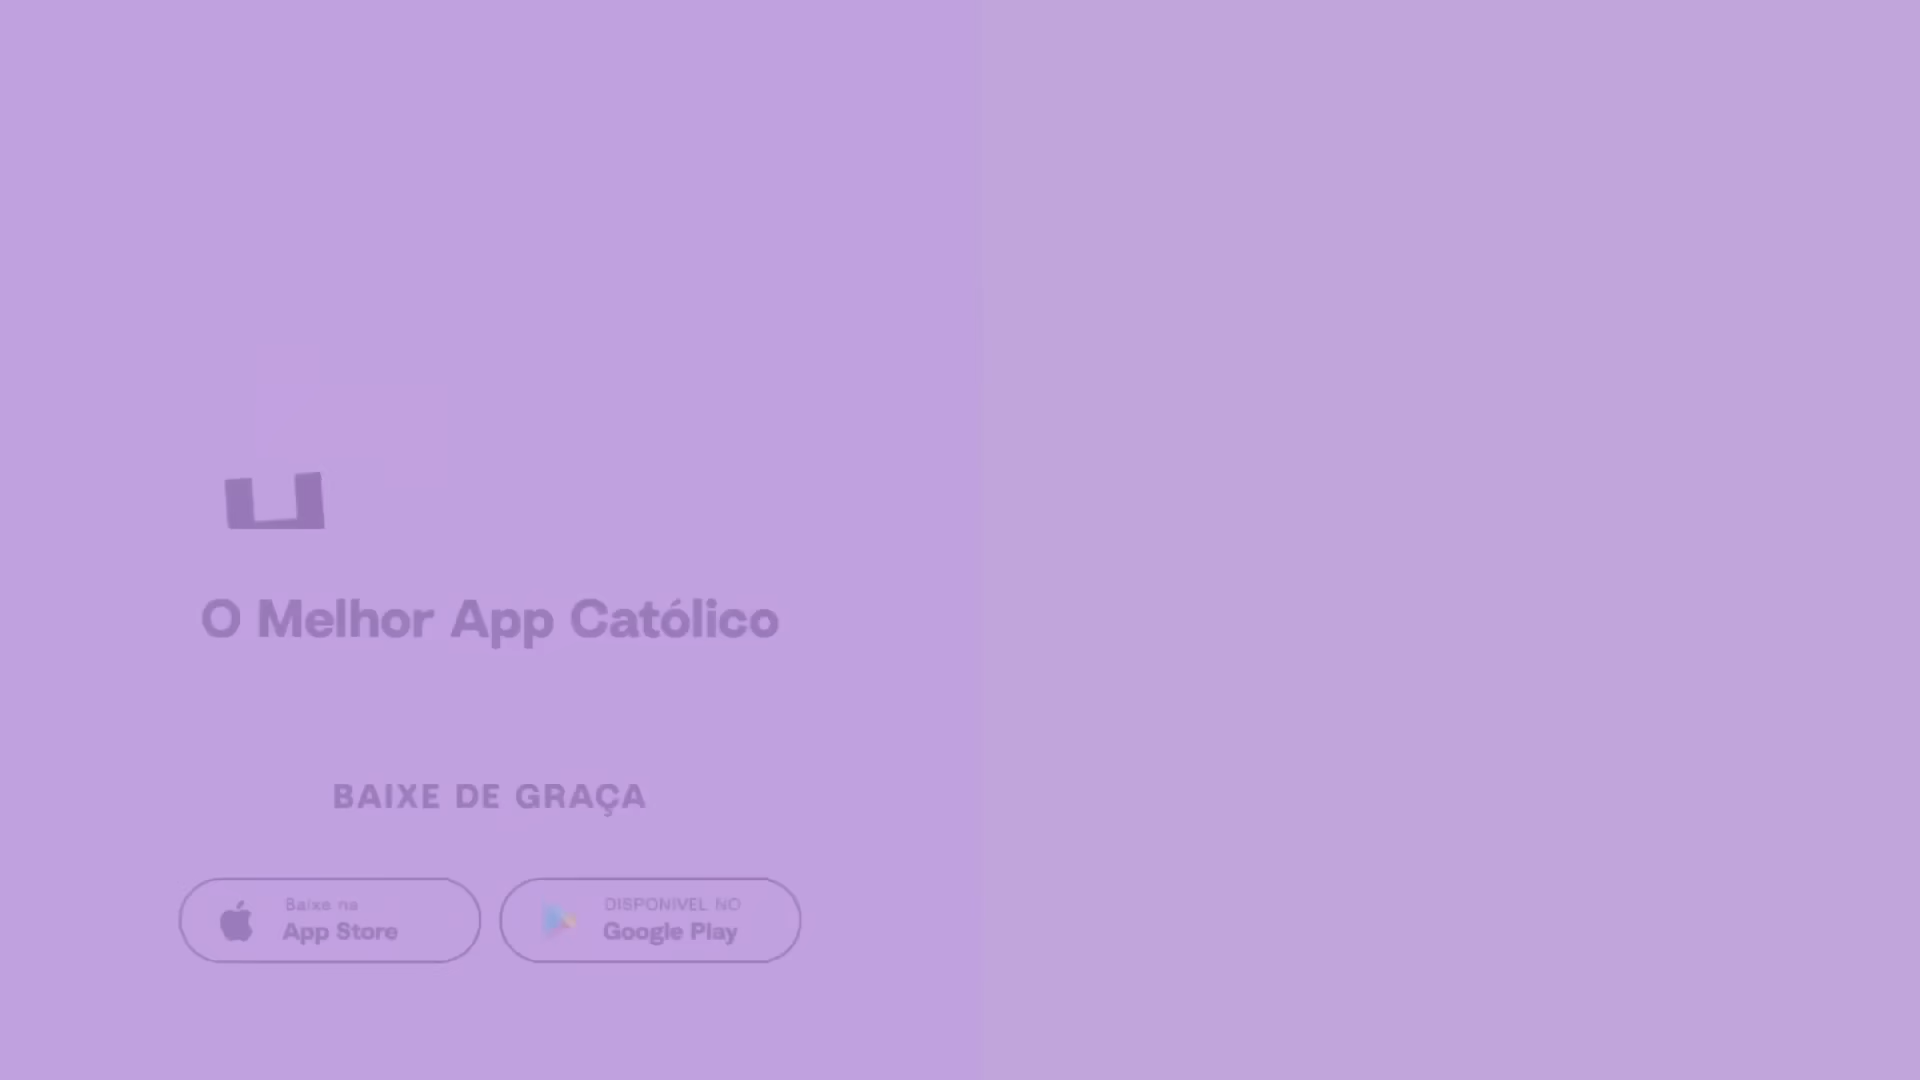 O Melhor App Católico
BAIXE DE GRAÇA
Baixe na
App Store
DISPONIVEL NO
Google Play